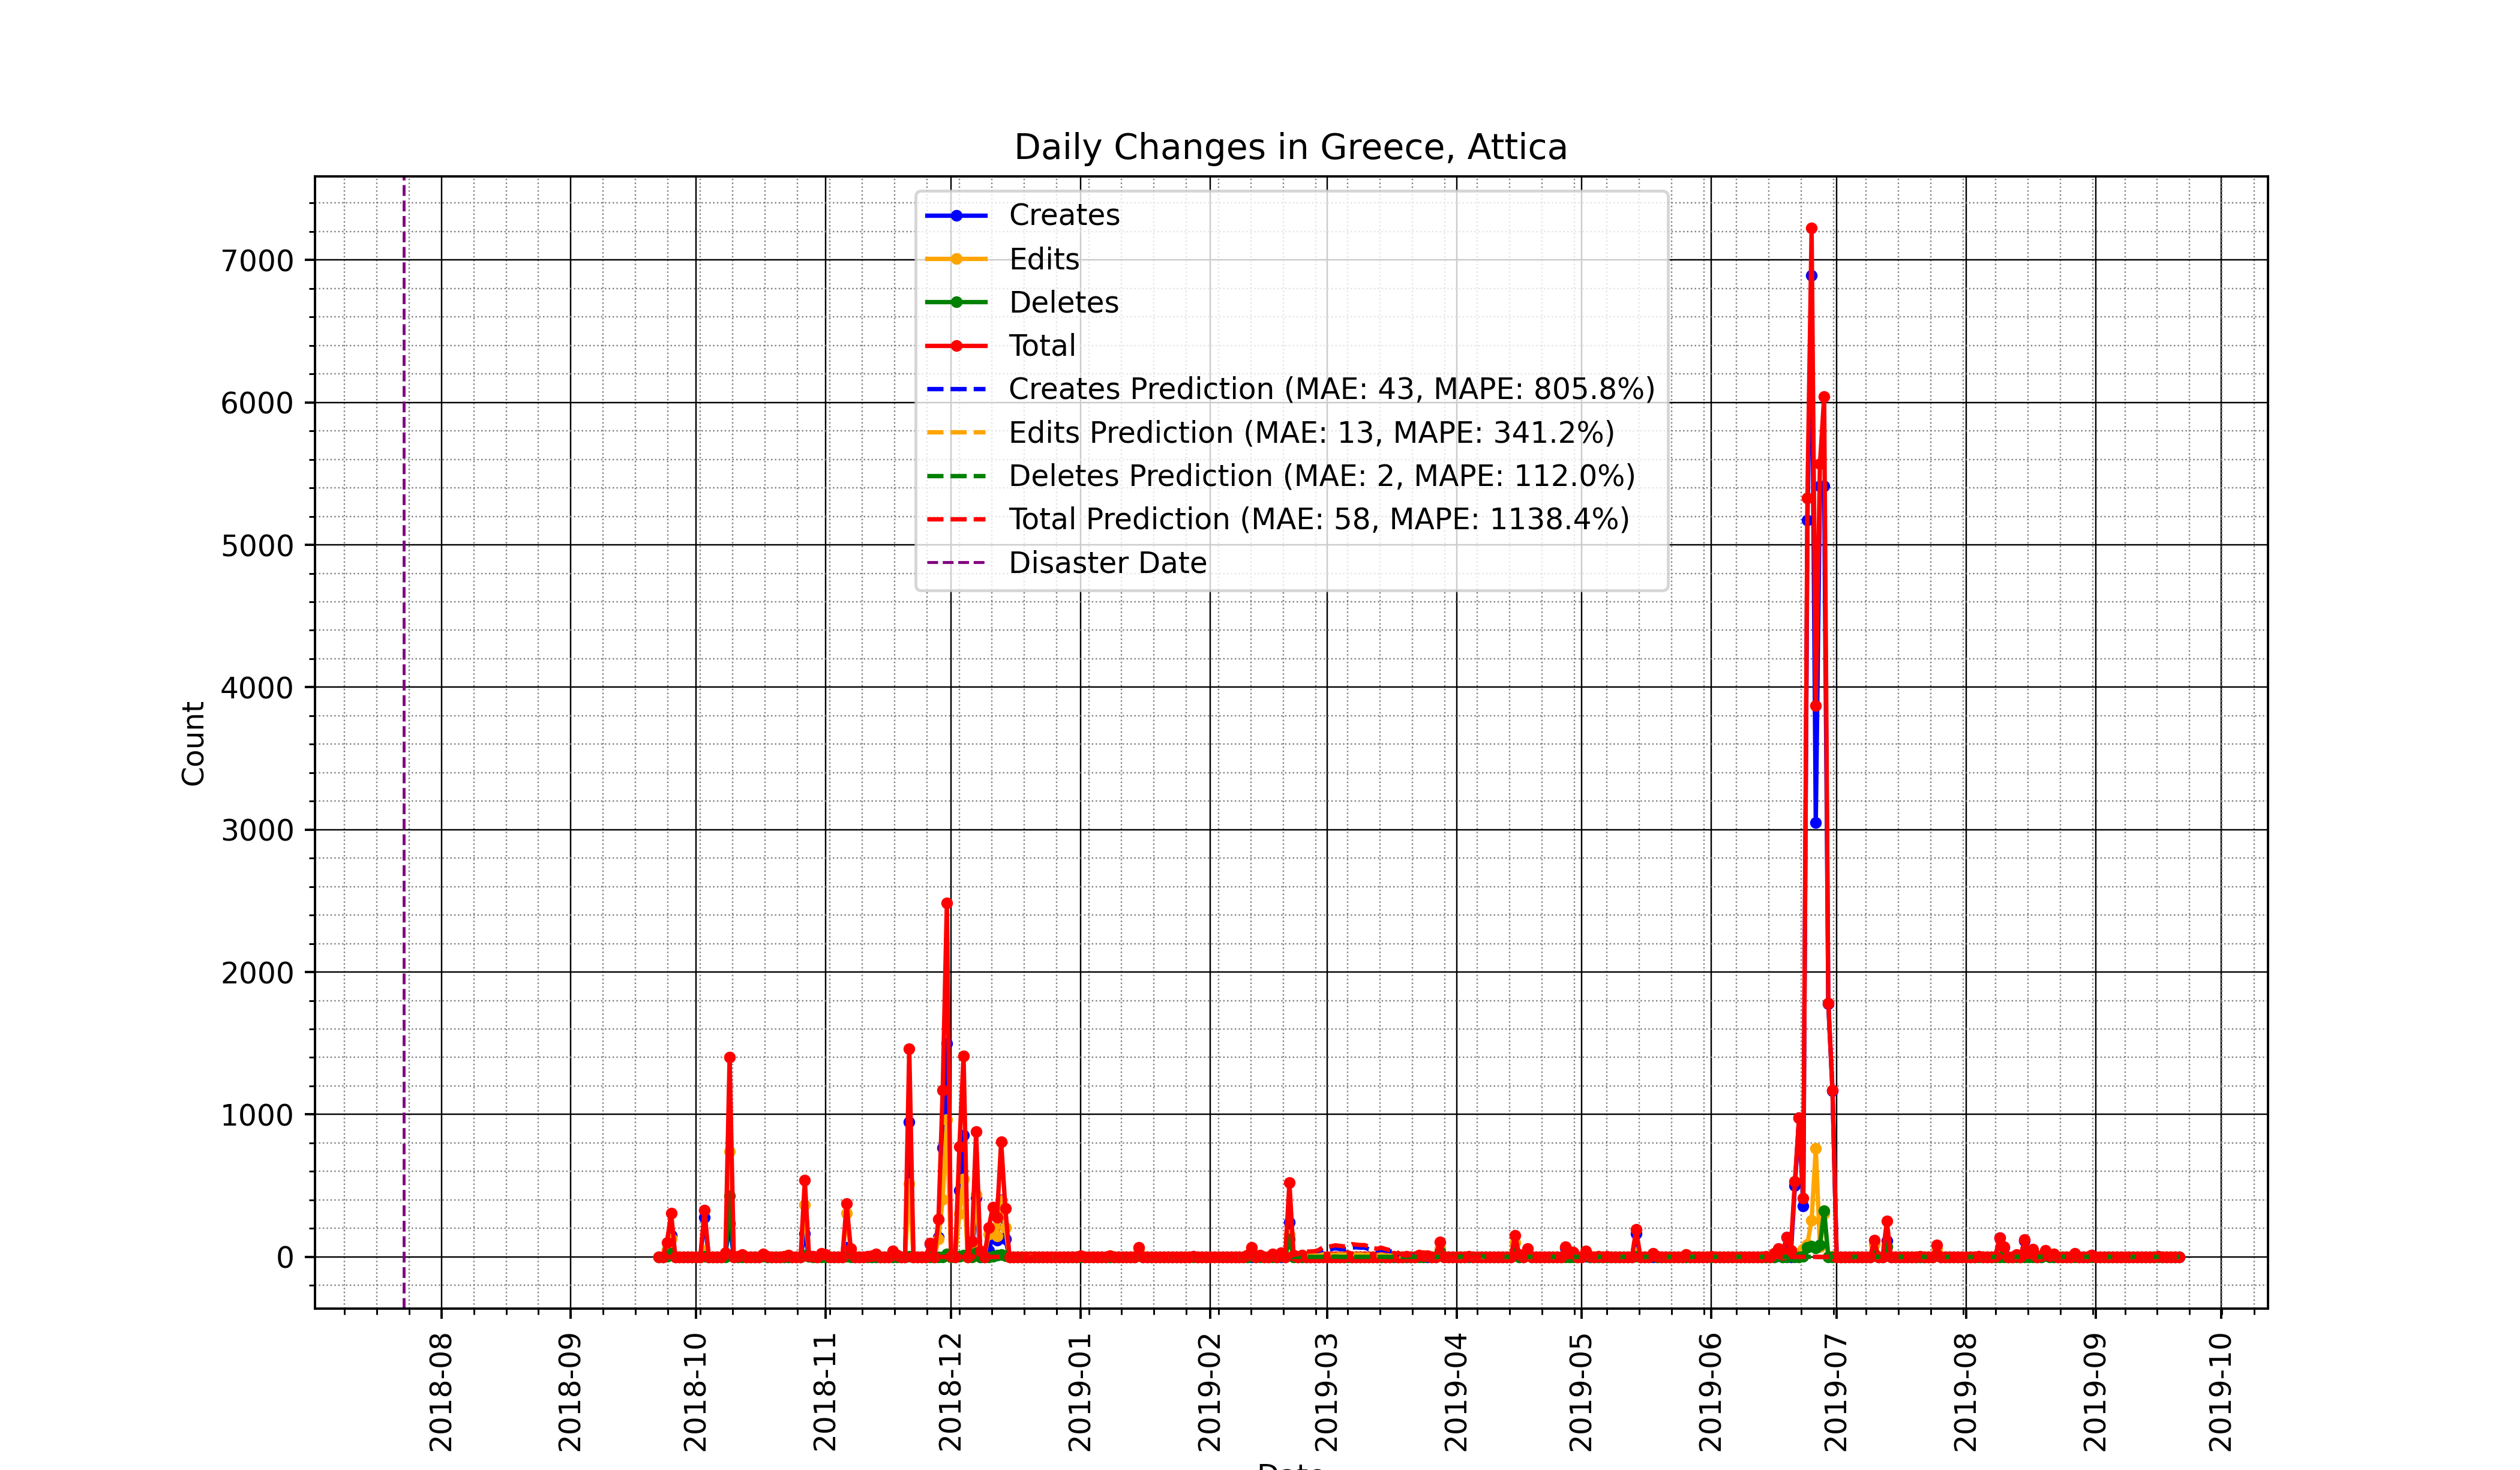 Daily Changes in Greece, Attica
Creates
Edits
Deletes
Total
Creates Prediction (MAE: 43, MAPE: 805.8%)
Edits Prediction (MAE: 13, MAPE: 341.2%)
Deletes Prediction (MAE: 2, MAPE: 112.0%)
Total Prediction (MAE: 58, MAPE: 1138.4%)
Disaster Date
7000
6000
5000
4000
3000
2000
1000
0
Count
2018-08
2018-09
2018-10
2018-11
2018-12
2019-01
2019-02
2019-03
2019-04
2019-05
2019-06
2019-07
2019-08
2019-09
2019-10
Date